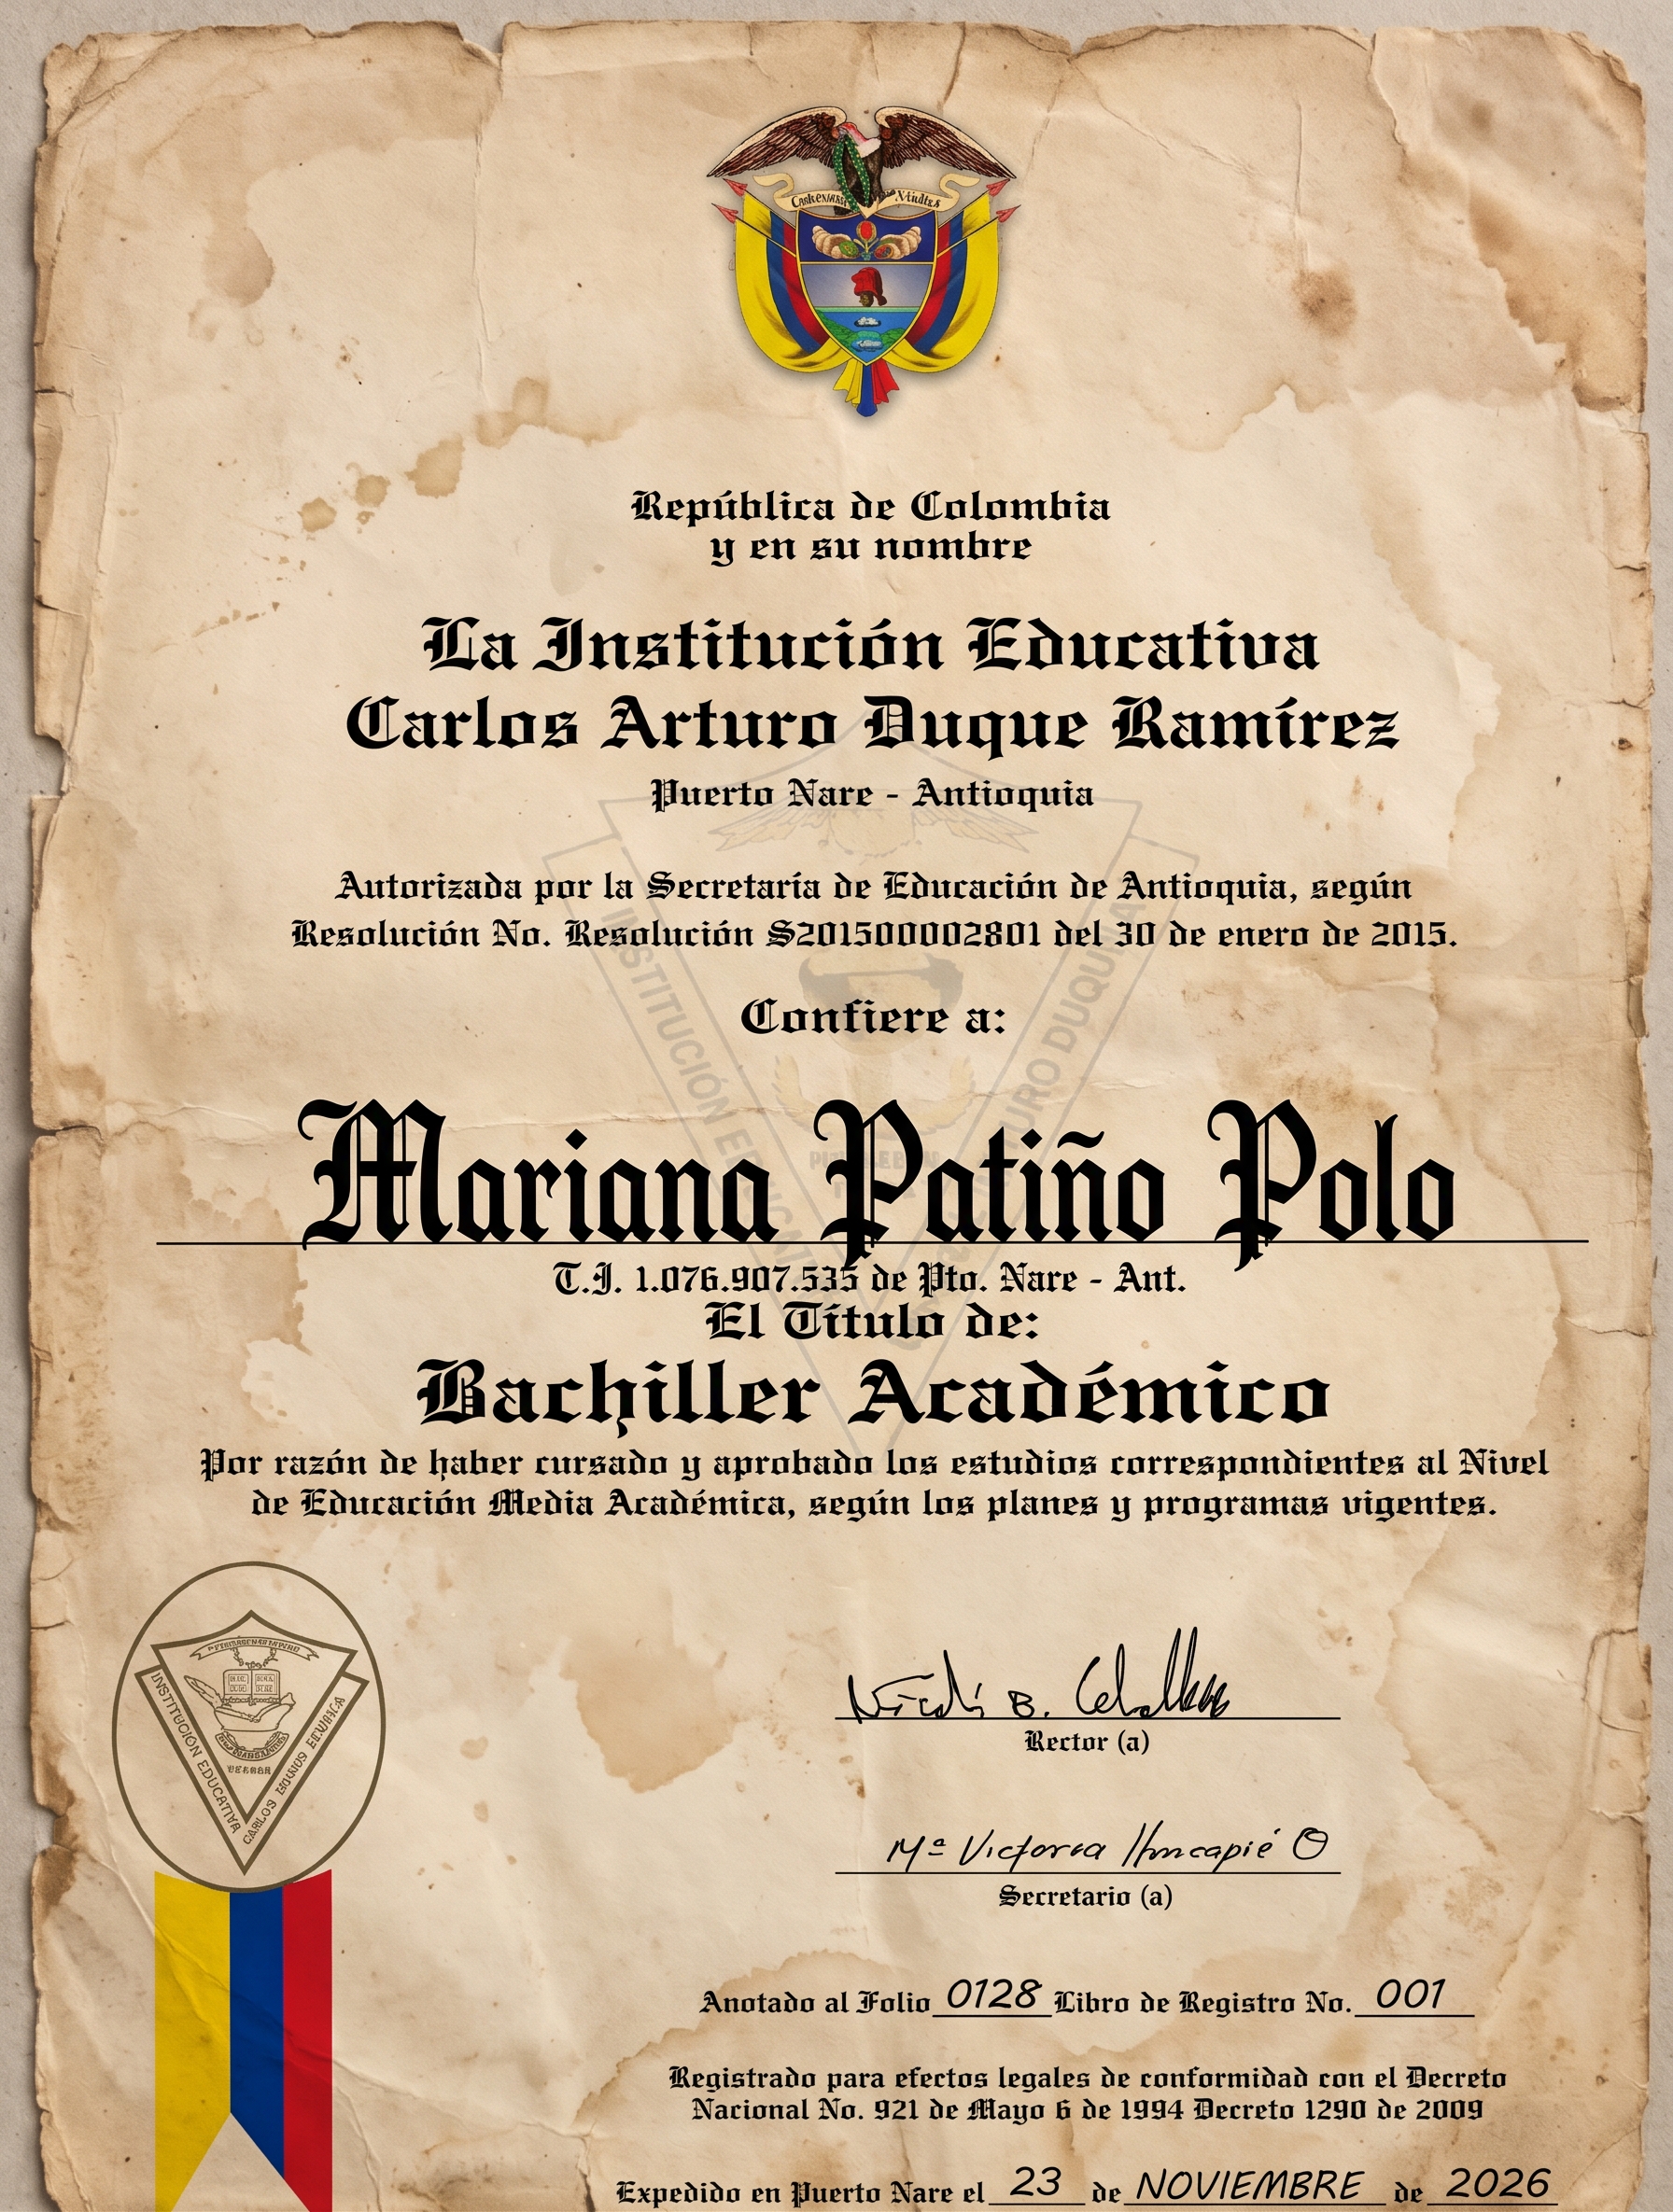 República de Colombia
y en su nombre
La Institución Educativa
Carlos Arturo Duque Ramírez
Puerto Nare - Antioquia
Autorizada por la Secretaría de Educación de Antioquia, según
Resolución No. Resolución S201500002801 del 30 de enero de 2015.
Confiere a:
Mariana Patiño Polo
T.I. 1.076.907.535 de Pto. Nare - Ant.
El Título de:
Bachiller Académico
Por razón de haber cursado y aprobado los estudios correspondientes al Nivel
de Educación Media Académica, según los planes y programas vigentes.
INSTITUCIÓN EDUCATIVA
CARLOS
Rector (a)
Mª Victoria Hincapié O
Secretario (a)
Anotado al Folio 0128 Libro de Registro No. 001
Registrado para efectos legales de conformidad con el Decreto
Nacional No. 921 de Mayo 6 de 1994 Decreto 1290 de 2009
Expedido en Puerto Nare el 23 de NOVIEMBRE de 2026